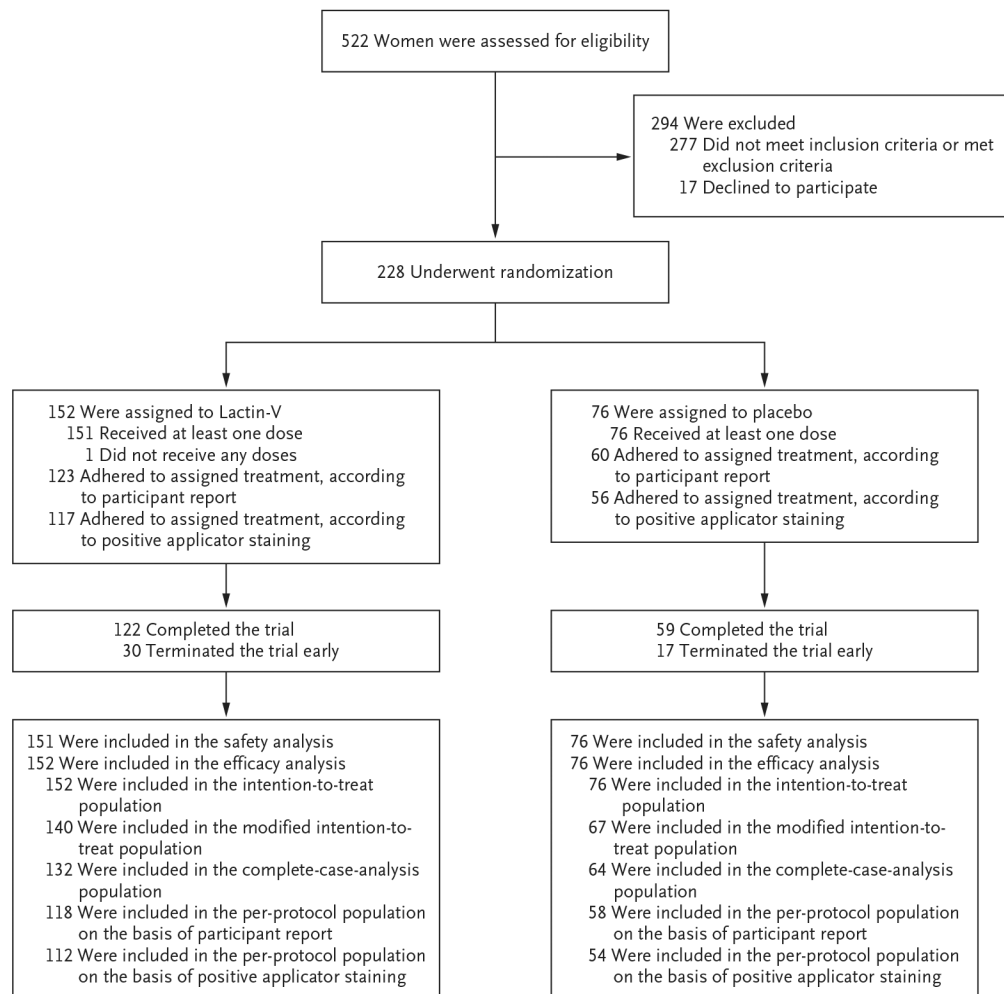 522 Women were assessed for eligibility
294 Were excluded
277 Did not meet inclusion criteria or met
exclusion criteria
17 Declined to participate
228 Underwent randomization
152 Were assigned to Lactin-V
151 Received at least one dose
1 Did not receive any doses
123 Adhered to assigned treatment, according
to participant report
117 Adhered to assigned treatment, according
to positive applicator staining
76 Were assigned to placebo
76 Received at least one dose
60 Adhered to assigned treatment, according
to participant report
56 Adhered to assigned treatment, according
to positive applicator staining
122 Completed the trial
30 Terminated the trial early
59 Completed the trial
17 Terminated the trial early
151 Were included in the safety analysis
152 Were included in the efficacy analysis
152 Were included in the intention-to-treat
population
140 Were included in the modified intention-to-
treat population
132 Were included in the complete-case-analysis
population
118 Were included in the per-protocol population
on the basis of participant report
112 Were included in the per-protocol population
on the basis of positive applicator staining
76 Were included in the safety analysis
76 Were included in the efficacy analysis
76 Were included in the intention-to-treat
population
67 Were included in the modified intention-to-
treat population
64 Were included in the complete-case-analysis
population
58 Were included in the per-protocol population
on the basis of participant report
54 Were included in the per-protocol population
on the basis of positive applicator staining